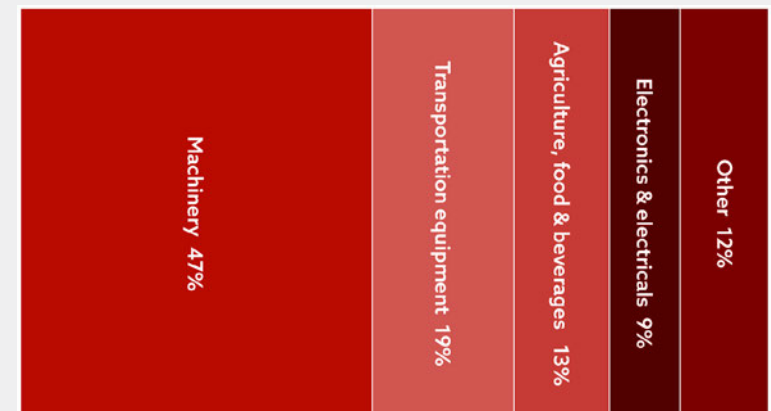 Machinery 47%
Transportation equipment 19%
Agriculture, food & beverages 13%
Electronics & electricals 9%
Other 12%